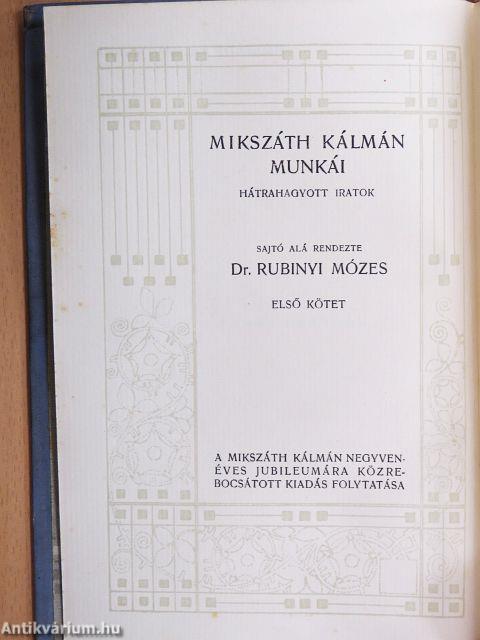 MIKSZÁTH KÁLMÁN
MUNKÁI
HÁTRAHAGYOTT IRATOK
SAJTÓ ALÁ RENDEZTE
Dr. RUBINYI MÓZES
ELSŐ KÖTET
A MIKSZÁTH KÁLMÁN NEGYVEN-
ÉVES JUBILEUMÁRA KÖZRE-
BOCSÁTOTT KIADÁS FOLYTATÁSA
Antikvárium.hu